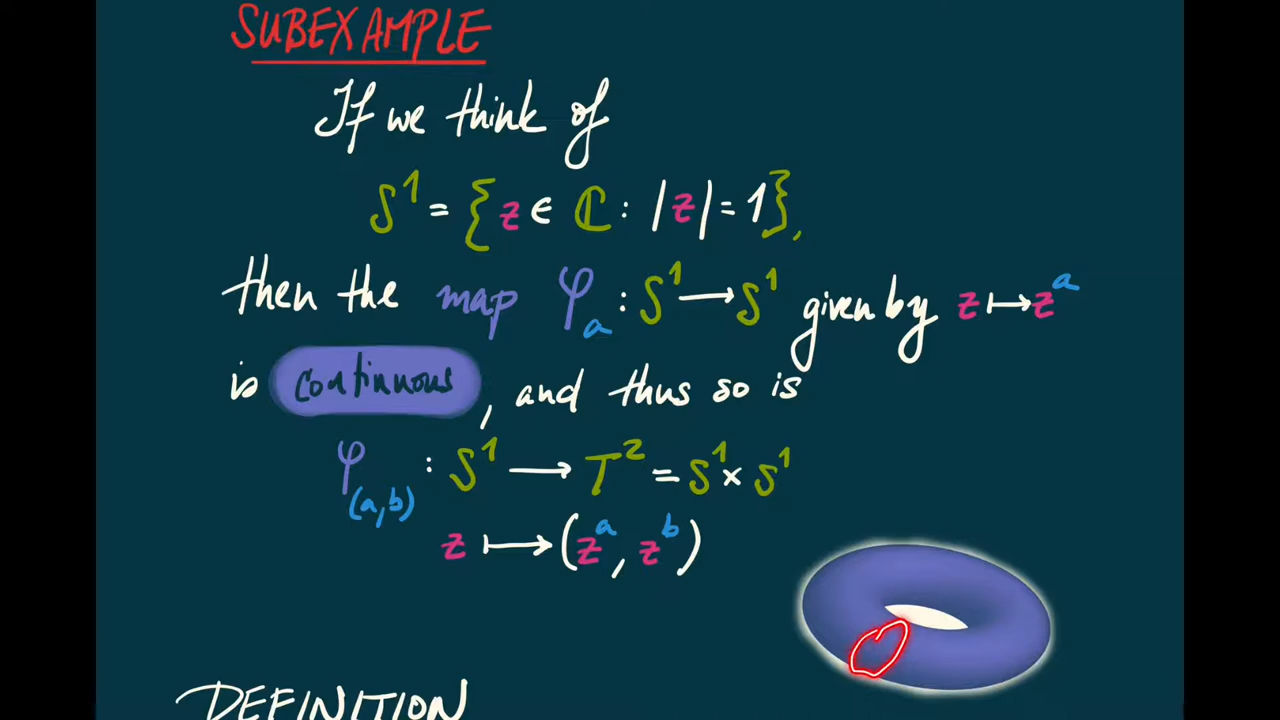 SUBEXAMPLE
If we think of
S¹ = {z ∈ ℂ : |z| = 1},
then the map φₐ : S¹ → S¹ given by z ↦ zᵃ
is continuous, and thus so is
φ₍a,b₎ : S¹ → T² = S¹ × S¹
z ↦ (zᵃ, zᵇ)
DEFINITION